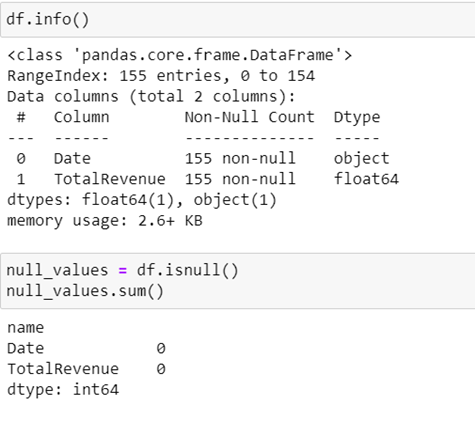 df.info()
<class 'pandas.core.frame.DataFrame'>
RangeIndex: 155 entries, 0 to 154
Data columns (total 2 columns):
 #   Column        Non-Null Count  Dtype
---  ------        --------------  -----
 0   Date          155 non-null    object
 1   TotalRevenue  155 non-null    float64
dtypes: float64(1), object(1)
memory usage: 2.6+ KB
null_values = df.isnull()
null_values.sum()
name
Date            0
TotalRevenue    0
dtype: int64